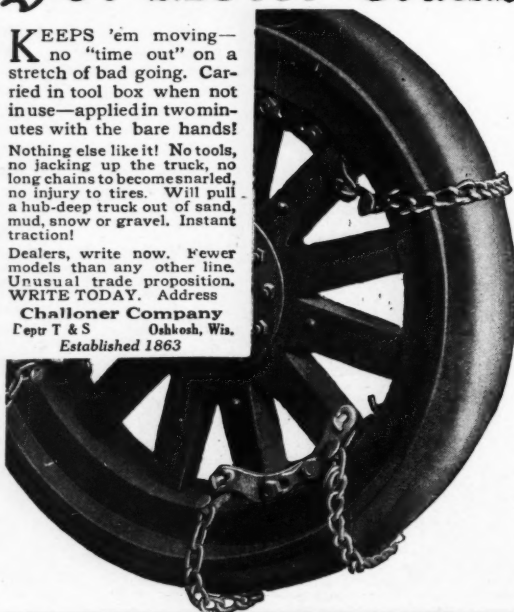 KEEPS 'em moving—
no "time out" on a
stretch of bad going. Car-
ried in tool box when not
in use—applied in two min-
utes with the bare hands!
Nothing else like it! No tools,
no jacking up the truck, no
long chains to become snarled,
no injury to tires. Will pull
a hub-deep truck out of sand,
mud, snow or gravel. Instant
traction!
Dealers, write now. Fewer
models than any other line.
Unusual trade proposition.
WRITE TODAY. Address
Challoner Company
Deptr T & S Oshkosh, Wis.
Established 1863